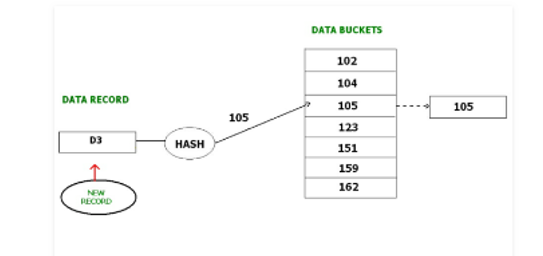 DATA BUCKETS
102
104
DATA RECORD
105
105
105
D3
HASH
123
151
159
162
NEW
RECORD